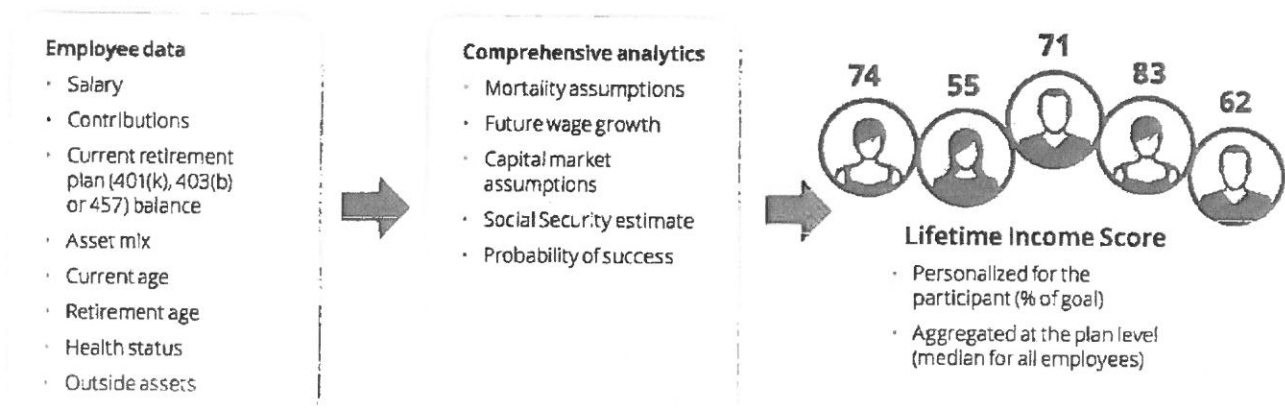 Employee data
· Salary
· Contributions
· Current retirement
plan (401(k), 403(b)
or 457) balance
· Asset mix
· Current age
· Retirement age
· Health status
· Outside assets
Comprehensive analytics
· Mortality assumptions
· Future wage growth
· Capital market
assumptions
· Social Security estimate
· Probability of success
74
55
71
83
62
Lifetime Income Score
· Personalized for the
participant (% of goal)
· Aggregated at the plan level
(median for all employees)